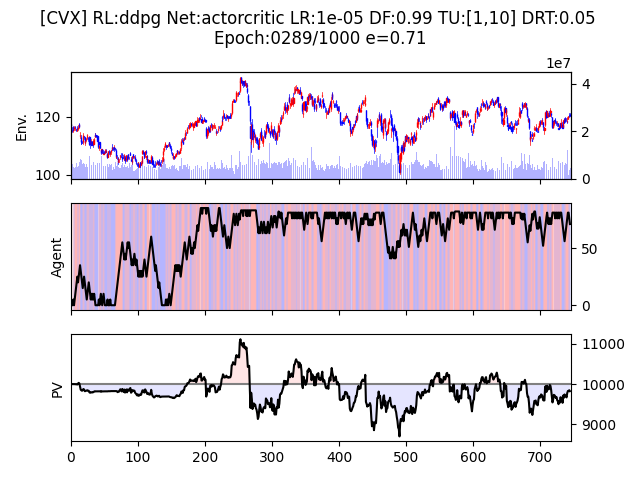 [CVX] RL:ddpg Net:actorcritic LR:1e-05 DF:0.99 TU:[1,10] DRT:0.05
Epoch:0289/1000 e=0.71
1e7
Env.
120
100
4
2
0
Agent
50
0
PV
11000
10000
9000
0 100 200 300 400 500 600 700